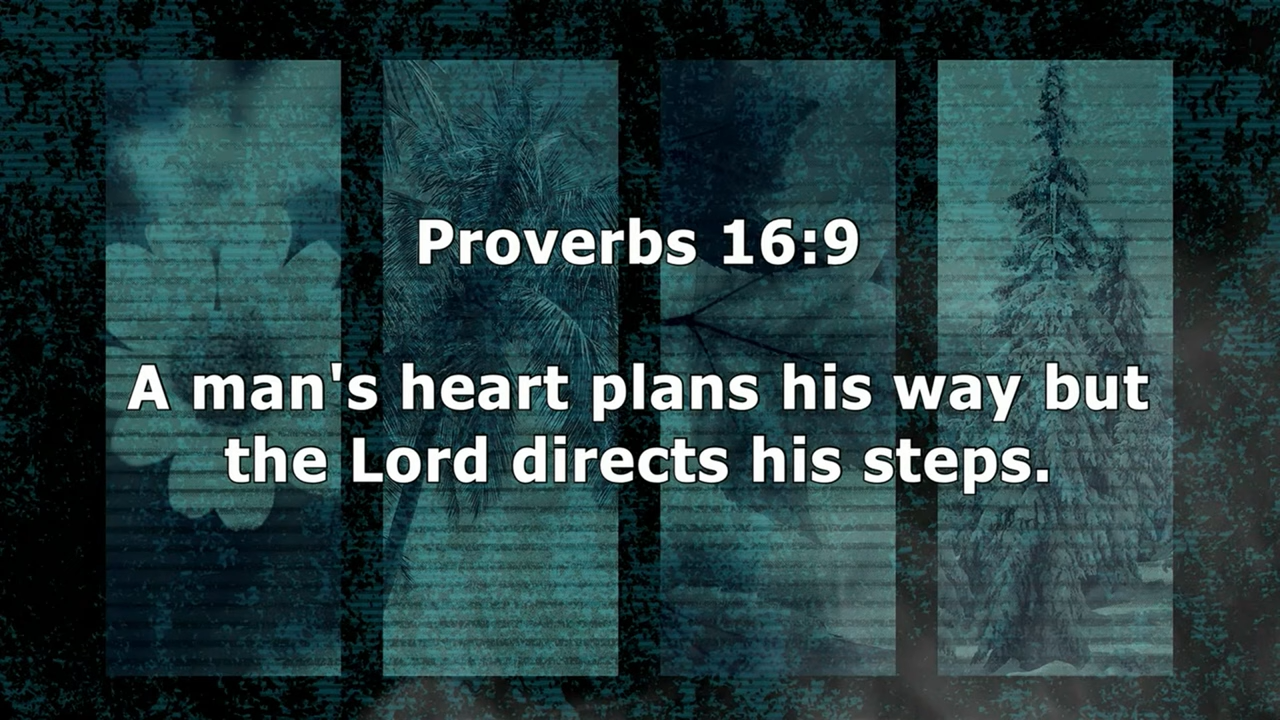 Proverbs 16:9
A man's heart plans his way but
the Lord directs his steps.